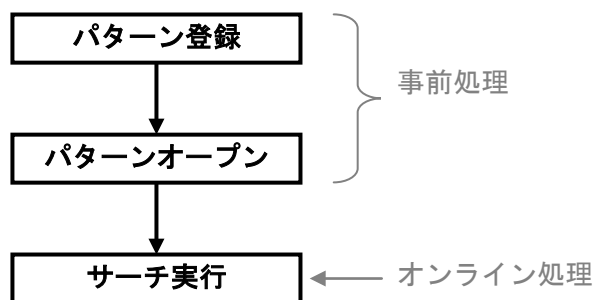 パターン登録
事前処理
パターンオープン
サーチ実行
オンライン処理